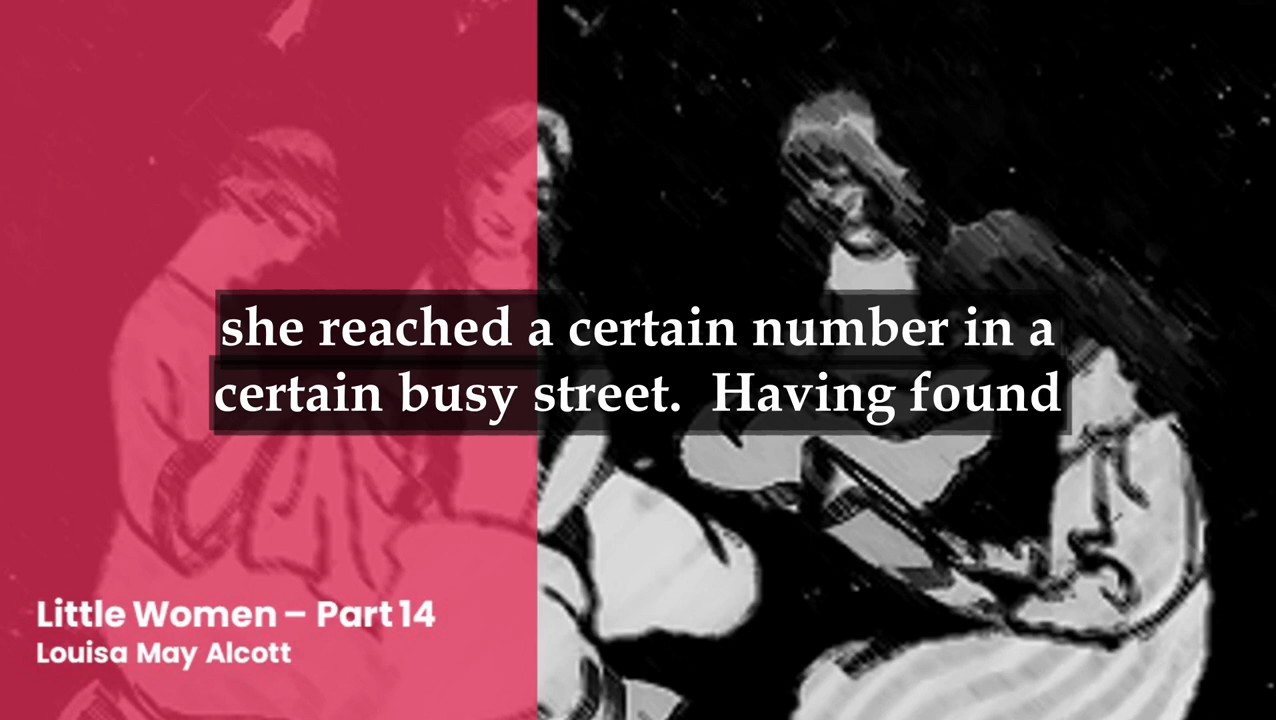 she reached a certain number in a
certain busy street.  Having found
Little Women – Part 14
Louisa May Alcott